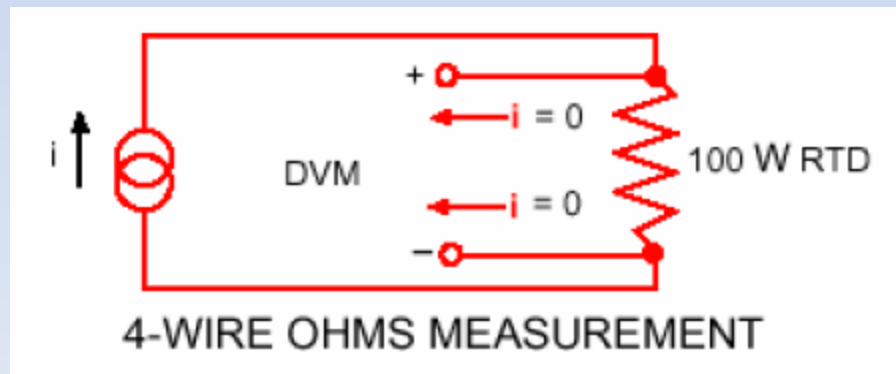 +
i = 0
i
DVM
100 W RTD
i = 0
−
4-WIRE OHMS MEASUREMENT